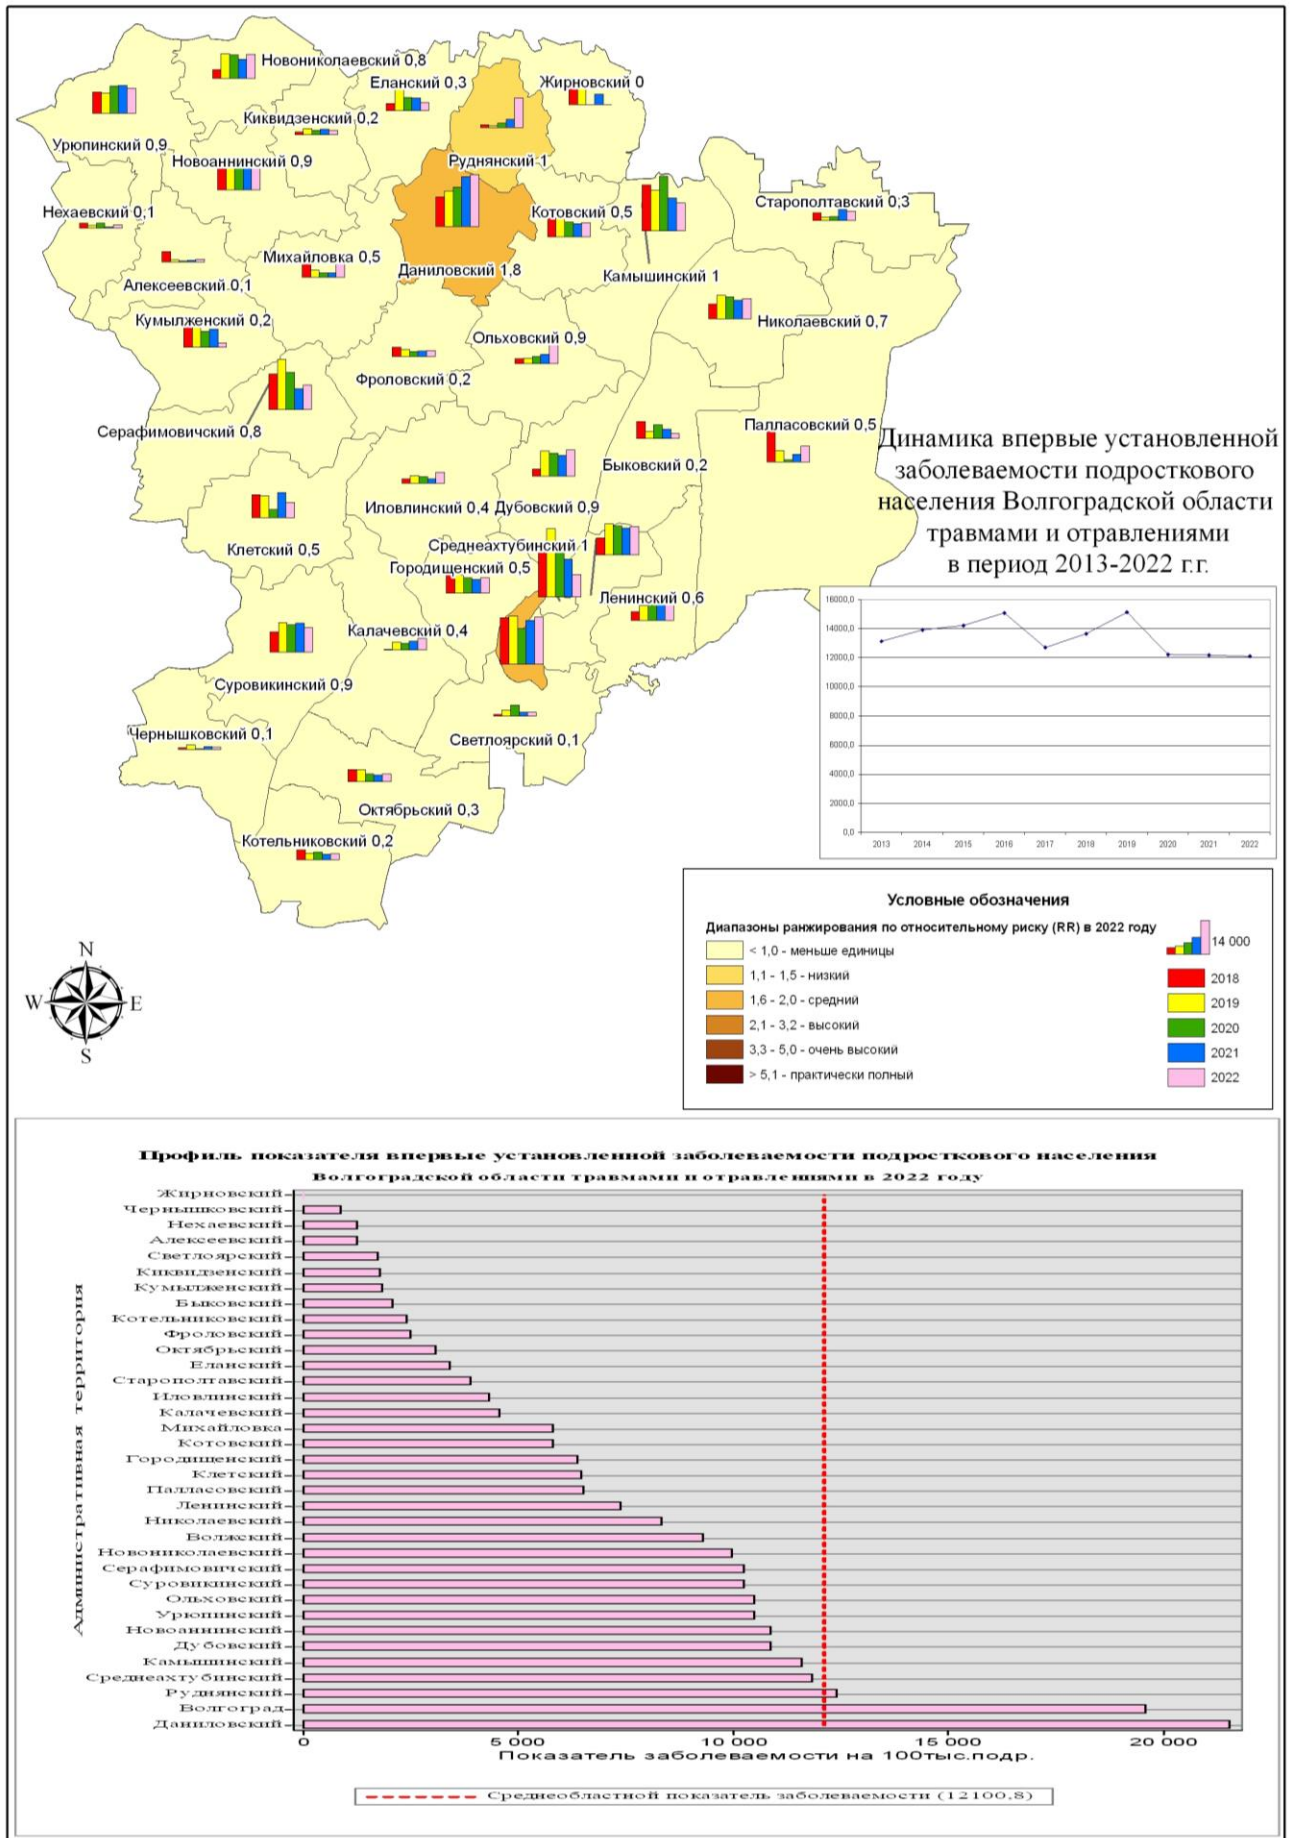 Новониколаевский 0,8
Еланский 0,3
Жирновский 0
Киквидзенский 0,2
Урюпинский 0,9
Новоаннинский 0,9
Руднянский 1
Нехаевский 0,1
Котовский 0,5
Старополтавский 0,3
Михайловка 0,5
Даниловский 1,8
Камышинский 1
Алексеевский 0,1
Кумылженский 0,2
Николаевский 0,7
Ольховский 0,9
Фроловский 0,2
Серафимовичский 0,8
Палласовский 0,5
Быковский 0,2
Иловлинский 0,4
Дубовский 0,9
Клетский 0,5
Среднеахтубинский 1
Городищенский 0,5
Ленинский 0,6
Калачевский 0,4
Суровикинский 0,9
Чернышковский 0,1
Светлоярский 0,1
Октябрьский 0,3
Котельниковский 0,2
Динамика впервые установленной
заболеваемости подросткового
населения Волгоградской области
травмами и отравлениями
в период 2013-2022 г.г.
16000,0
14000,0
12000,0
10000,0
8000,0
6000,0
4000,0
2000,0
0,0
2013 2014 2015 2016 2017 2018 2019 2020 2021 2022
N
W E
S
Условные обозначения
Диапазоны ранжирования по относительному риску (RR) в 2022 году
< 1,0 - меньше единицы
1,1 - 1,5 - низкий
1,6 - 2,0 - средний
2,1 - 3,2 - высокий
3,3 - 5,0 - очень высокий
> 5,1 - практически полный
14 000
2018
2019
2020
2021
2022
Профиль показателя впервые установленной заболеваемости подросткового населения
Волгоградской области травмами и отравлениями в 2022 году
Административная территория
Жирновский
Чернышковский
Нехаевский
Алексеевский
Светлоярский
Киквидзенский
Кумылженский
Быковский
Котельниковский
Фроловский
Октябрьский
Еланский
Старополтавский
Иловлинский
Калачевский
Михайловка
Котовский
Городищенский
Клетский
Палласовский
Ленинский
Николаевский
Волжский
Новониколаевский
Серафимовичский
Суровикинский
Ольховский
Урюпинский
Новоаннинский
Дубовский
Камышинский
Среднеахтубинский
Руднянский
Волгоград
Даниловский
0 5 000 10 000 15 000 20 000
Показатель заболеваемости на 100тыс.подр.
Среднеобластной показатель заболеваемости (12100,8)